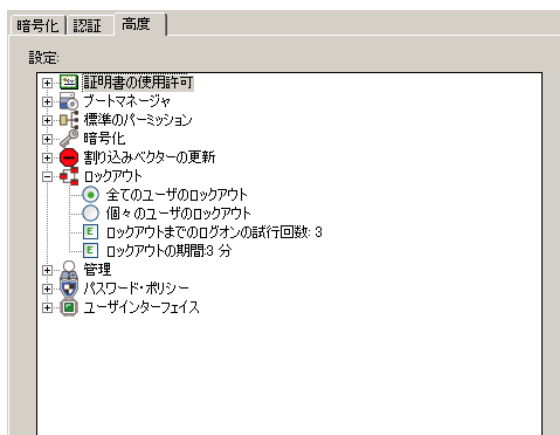 暗号化 認証 高度
設定:
証明書の使用許可
ブートマネージャ
標準のパーミッション
暗号化
割り込みベクターの更新
ロックアウト
全てのユーザのロックアウト
個々のユーザのロックアウト
E ロックアウトまでのログオンの試行回数: 3
E ロックアウトの期間:3 分
管理
パスワード・ポリシー
ユーザインターフェイス